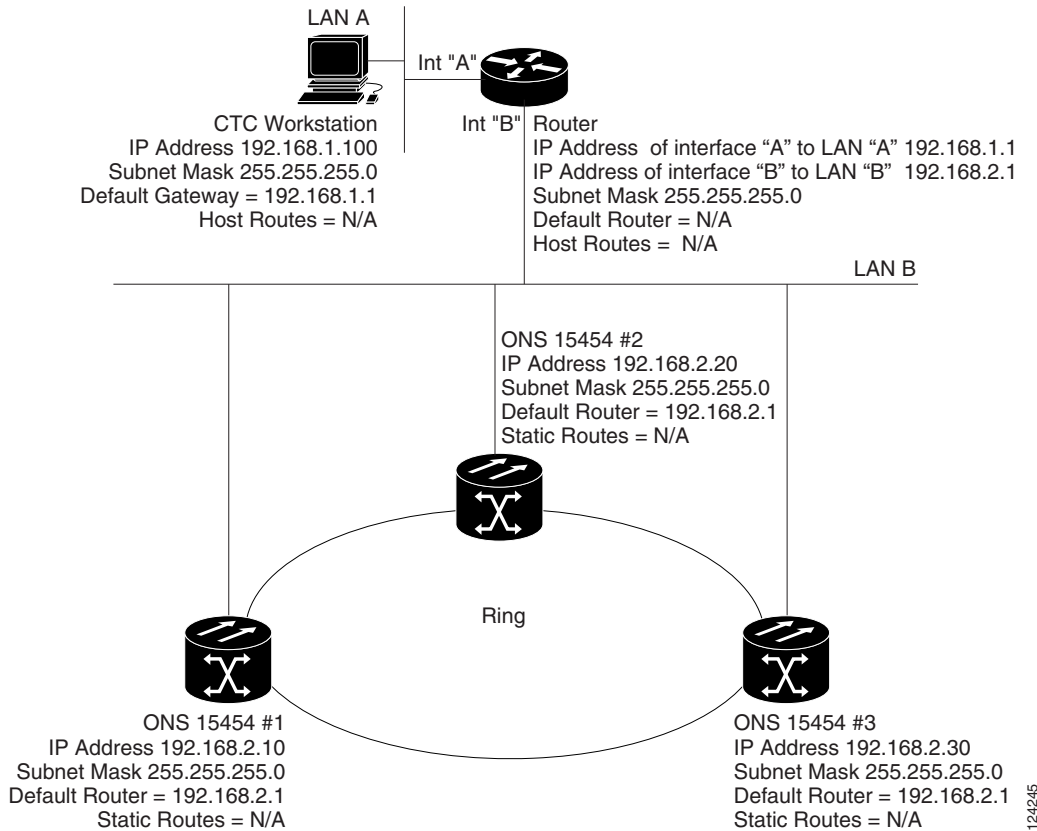 LAN A
Int "A"
CTC Workstation
IP Address 192.168.1.100
Subnet Mask 255.255.255.0
Default Gateway = 192.168.1.1
Host Routes = N/A
Int "B"
Router
IP Address of interface “A” to LAN “A” 192.168.1.1
IP Address of interface “B” to LAN “B” 192.168.2.1
Subnet Mask 255.255.255.0
Default Router = N/A
Host Routes = N/A
LAN B
ONS 15454 #2
IP Address 192.168.2.20
Subnet Mask 255.255.255.0
Default Router = 192.168.2.1
Static Routes = N/A
Ring
ONS 15454 #1
IP Address 192.168.2.10
Subnet Mask 255.255.255.0
Default Router = 192.168.2.1
Static Routes = N/A
ONS 15454 #3
IP Address 192.168.2.30
Subnet Mask 255.255.255.0
Default Router = 192.168.2.1
Static Routes = N/A
124245